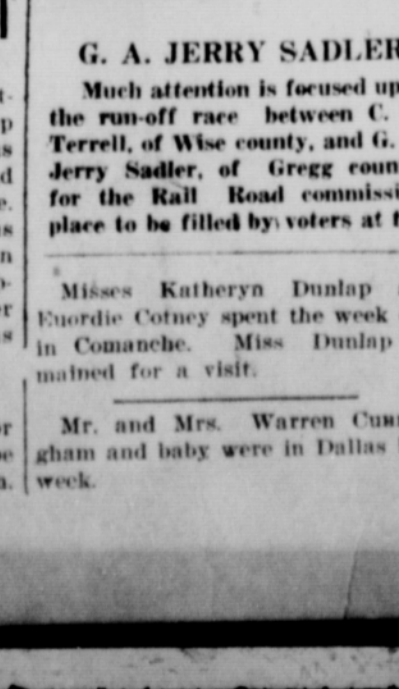 G. A. JERRY SADLER
Much attention is focused up
the run-off race between C.
Terrell, of Wise county, and G.
Jerry Sadler, of Gregg coun
for the Rail Road commissi
place to be filled by voters at t
Misses Katheryn Dunlap
Euordie Cotney spent the week
in Comanche. Miss Dunlap
mained for a visit.
Mr. and Mrs. Warren Cunn
gham and baby were in Dallas
week.